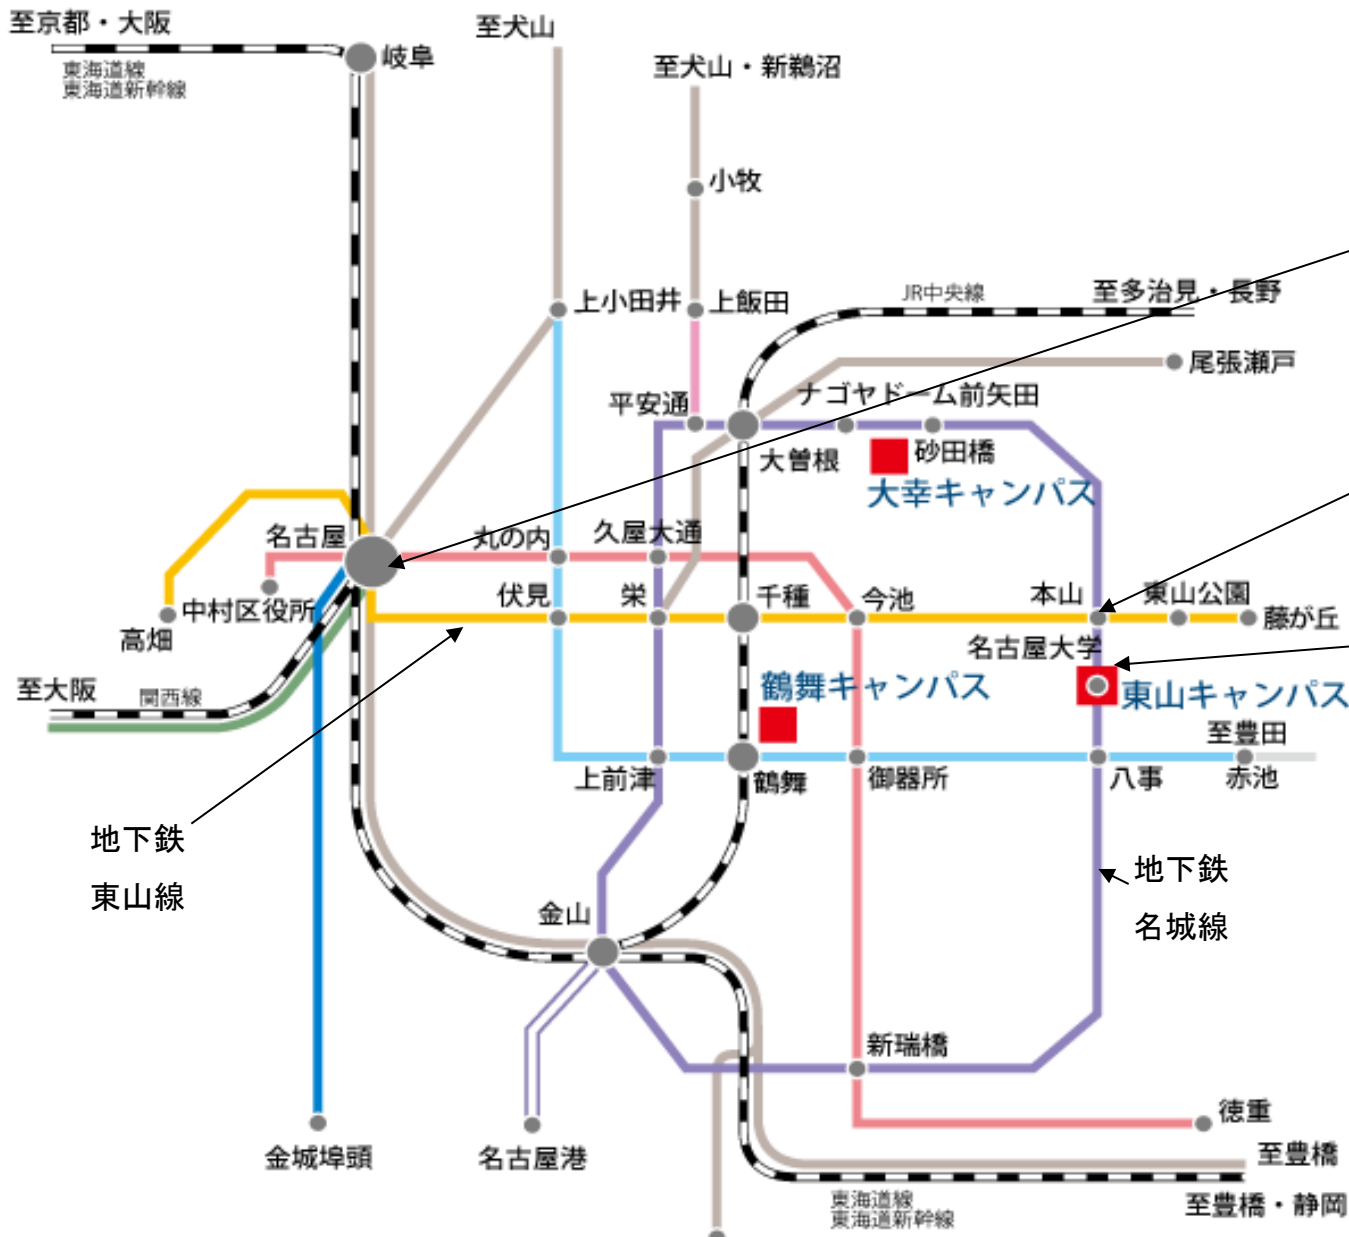 至京都・大阪
東海道線
東海道新幹線
岐阜
至犬山
至犬山・新鵜沼
小牧
上小田井
上飯田
JR中央線
至多治見・長野
尾張瀬戸
平安通
ナゴヤドーム前矢田
大曽根
砂田橋
大幸キャンパス
名古屋
丸の内
久屋大通
中村区役所
高畑
伏見
栄
千種
今池
本山
東山公園
藤が丘
名古屋大学
東山キャンパス
鶴舞キャンパス
至大阪
関西線
至豊田
上前津
鶴舞
御器所
八事
赤池
地下鉄
東山線
地下鉄
名城線
金山
新瑞橋
徳重
金城埠頭
名古屋港
至豊橋
東海道線
東海道新幹線
至豊橋・静岡